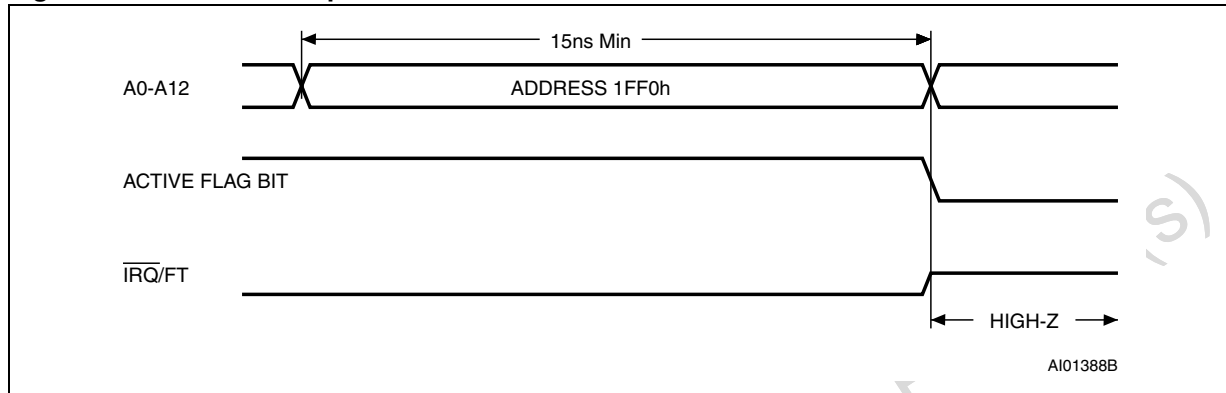 15ns Min
A0-A12
ADDRESS 1FF0h
ACTIVE FLAG BIT
IRQ/FT
HIGH-Z
AI01388B